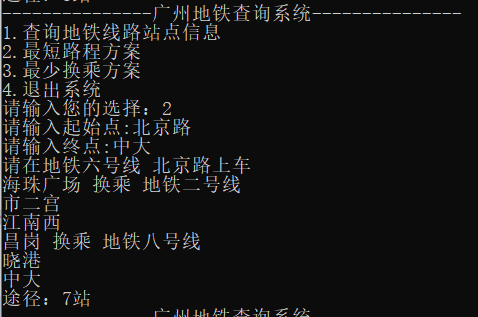 ---------------广州地铁查询系统---------------
1.查询地铁线路站点信息
2.最短路程方案
3.最少换乘方案
4.退出系统
请输入您的选择：2
请输入起始点:北京路
请输入终点:中大
请在地铁六号线 北京路上车
海珠广场 换乘 地铁二号线
市二宫
江南西
昌岗 换乘 地铁八号线
晓港
中大
途径：7站
广州地铁查询系统